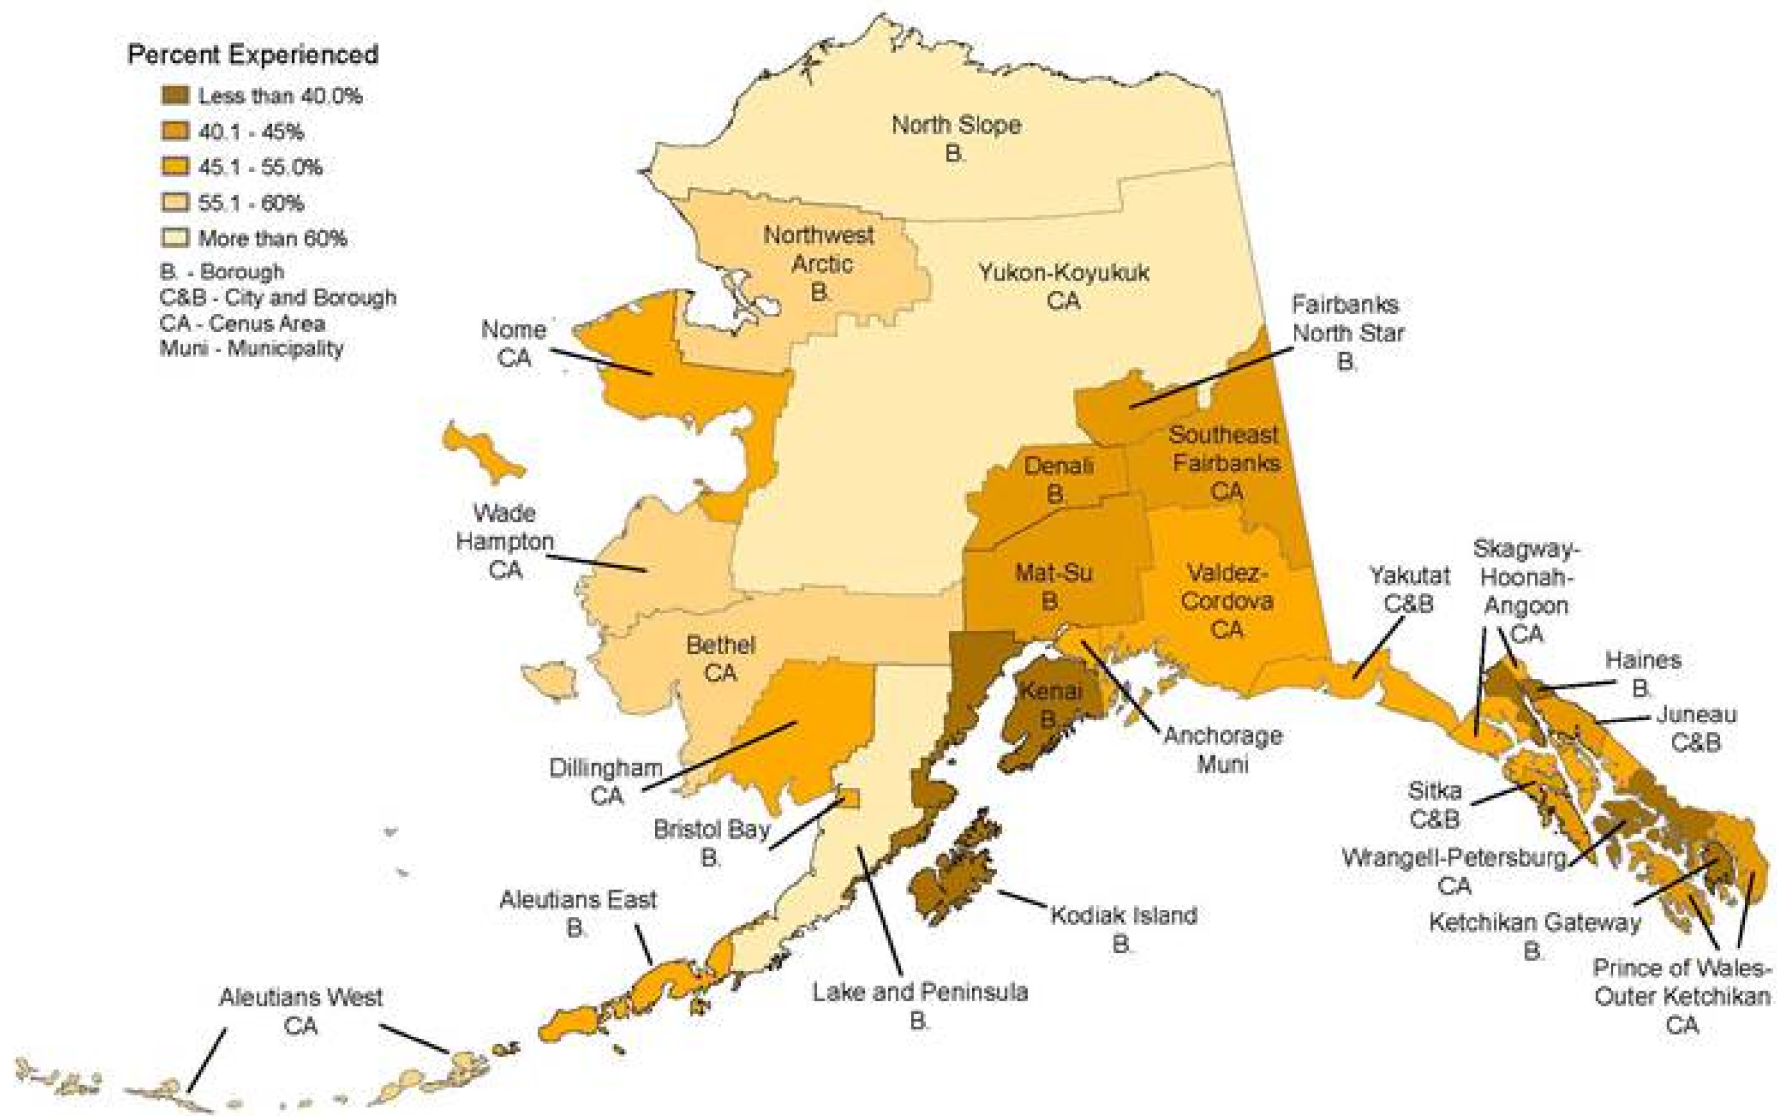 Percent Experienced
Less than 40.0%
40.1 - 45%
45.1 - 55.0%
55.1 - 60%
More than 60%
B. - Borough
C&B - City and Borough
CA - Cenus Area
Muni - Municipality
North Slope
B.
Northwest
Arctic
B.
Yukon-Koyukuk
CA
Fairbanks
North Star
B.
Nome
CA
Southeast
Fairbanks
CA
Denali
B.
Wade
Hampton
CA
Mat-Su
B.
Valdez-
Cordova
CA
Yakutat
C&B
Skagway-
Hoonah-
Angoon
CA
Bethel
CA
Kenai
B.
Haines
B.
Juneau
C&B
Anchorage
Muni
Dillingham
CA
Sitka
C&B
Bristol Bay
B.
Wrangell-Petersburg
CA
Aleutians East
B.
Kodiak Island
B.
Ketchikan Gateway
B.
Lake and Peninsula
B.
Prince of Wales-
Outer Ketchikan
CA
Aleutians West
CA